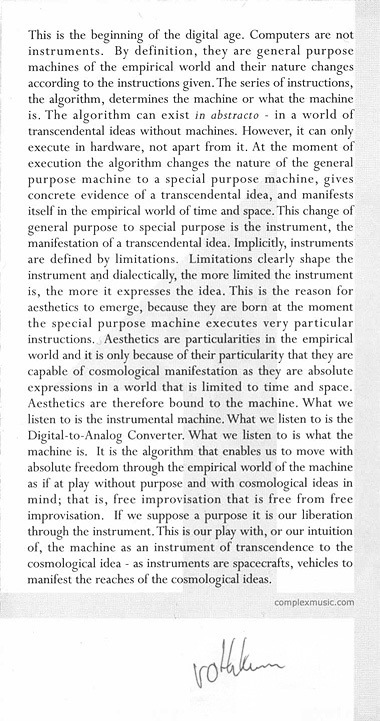 This is the beginning of the digital age. Computers are not
instruments. By definition, they are general purpose
machines of the empirical world and their nature changes
according to the instructions given. The series of instructions,
the algorithm, determines the machine or what the machine
is. The algorithm can exist in abstracto - in a world of
transcendental ideas without machines. However, it can only
execute in hardware, not apart from it. At the moment of
execution the algorithm changes the nature of the general
purpose machine to a special purpose machine, gives
concrete evidence of a transcendental idea, and manifests
itself in the empirical world of time and space. This change of
general purpose to special purpose is the instrument, the
manifestation of a transcendental idea. Implicitly, instruments
are defined by limitations. Limitations clearly shape the
instrument and dialectically, the more limited the instrument
is, the more it expresses the idea. This is the reason for
aesthetics to emerge, because they are born at the moment
the special purpose machine executes very particular
instructions. Aesthetics are particularities in the empirical
world and it is only because of their particularity that they are
capable of cosmological manifestation as they are absolute
expressions in a world that is limited to time and space.
Aesthetics are therefore bound to the machine. What we
listen to is the instrumental machine. What we listen to is the
Digital-to-Analog Converter. What we listen to is what the
machine is. It is the algorithm that enables us to move with
absolute freedom through the empirical world of the machine
as if at play without purpose and with cosmological ideas in
mind; that is, free improvisation that is free from free
improvisation. If we suppose a purpose it is our liberation
through the instrument. This is our play with, or our intuition
of, the machine as an instrument of transcendence to the
cosmological idea - as instruments are spacecrafts, vehicles to
manifest the reaches of the cosmological ideas.
complexmusic.com